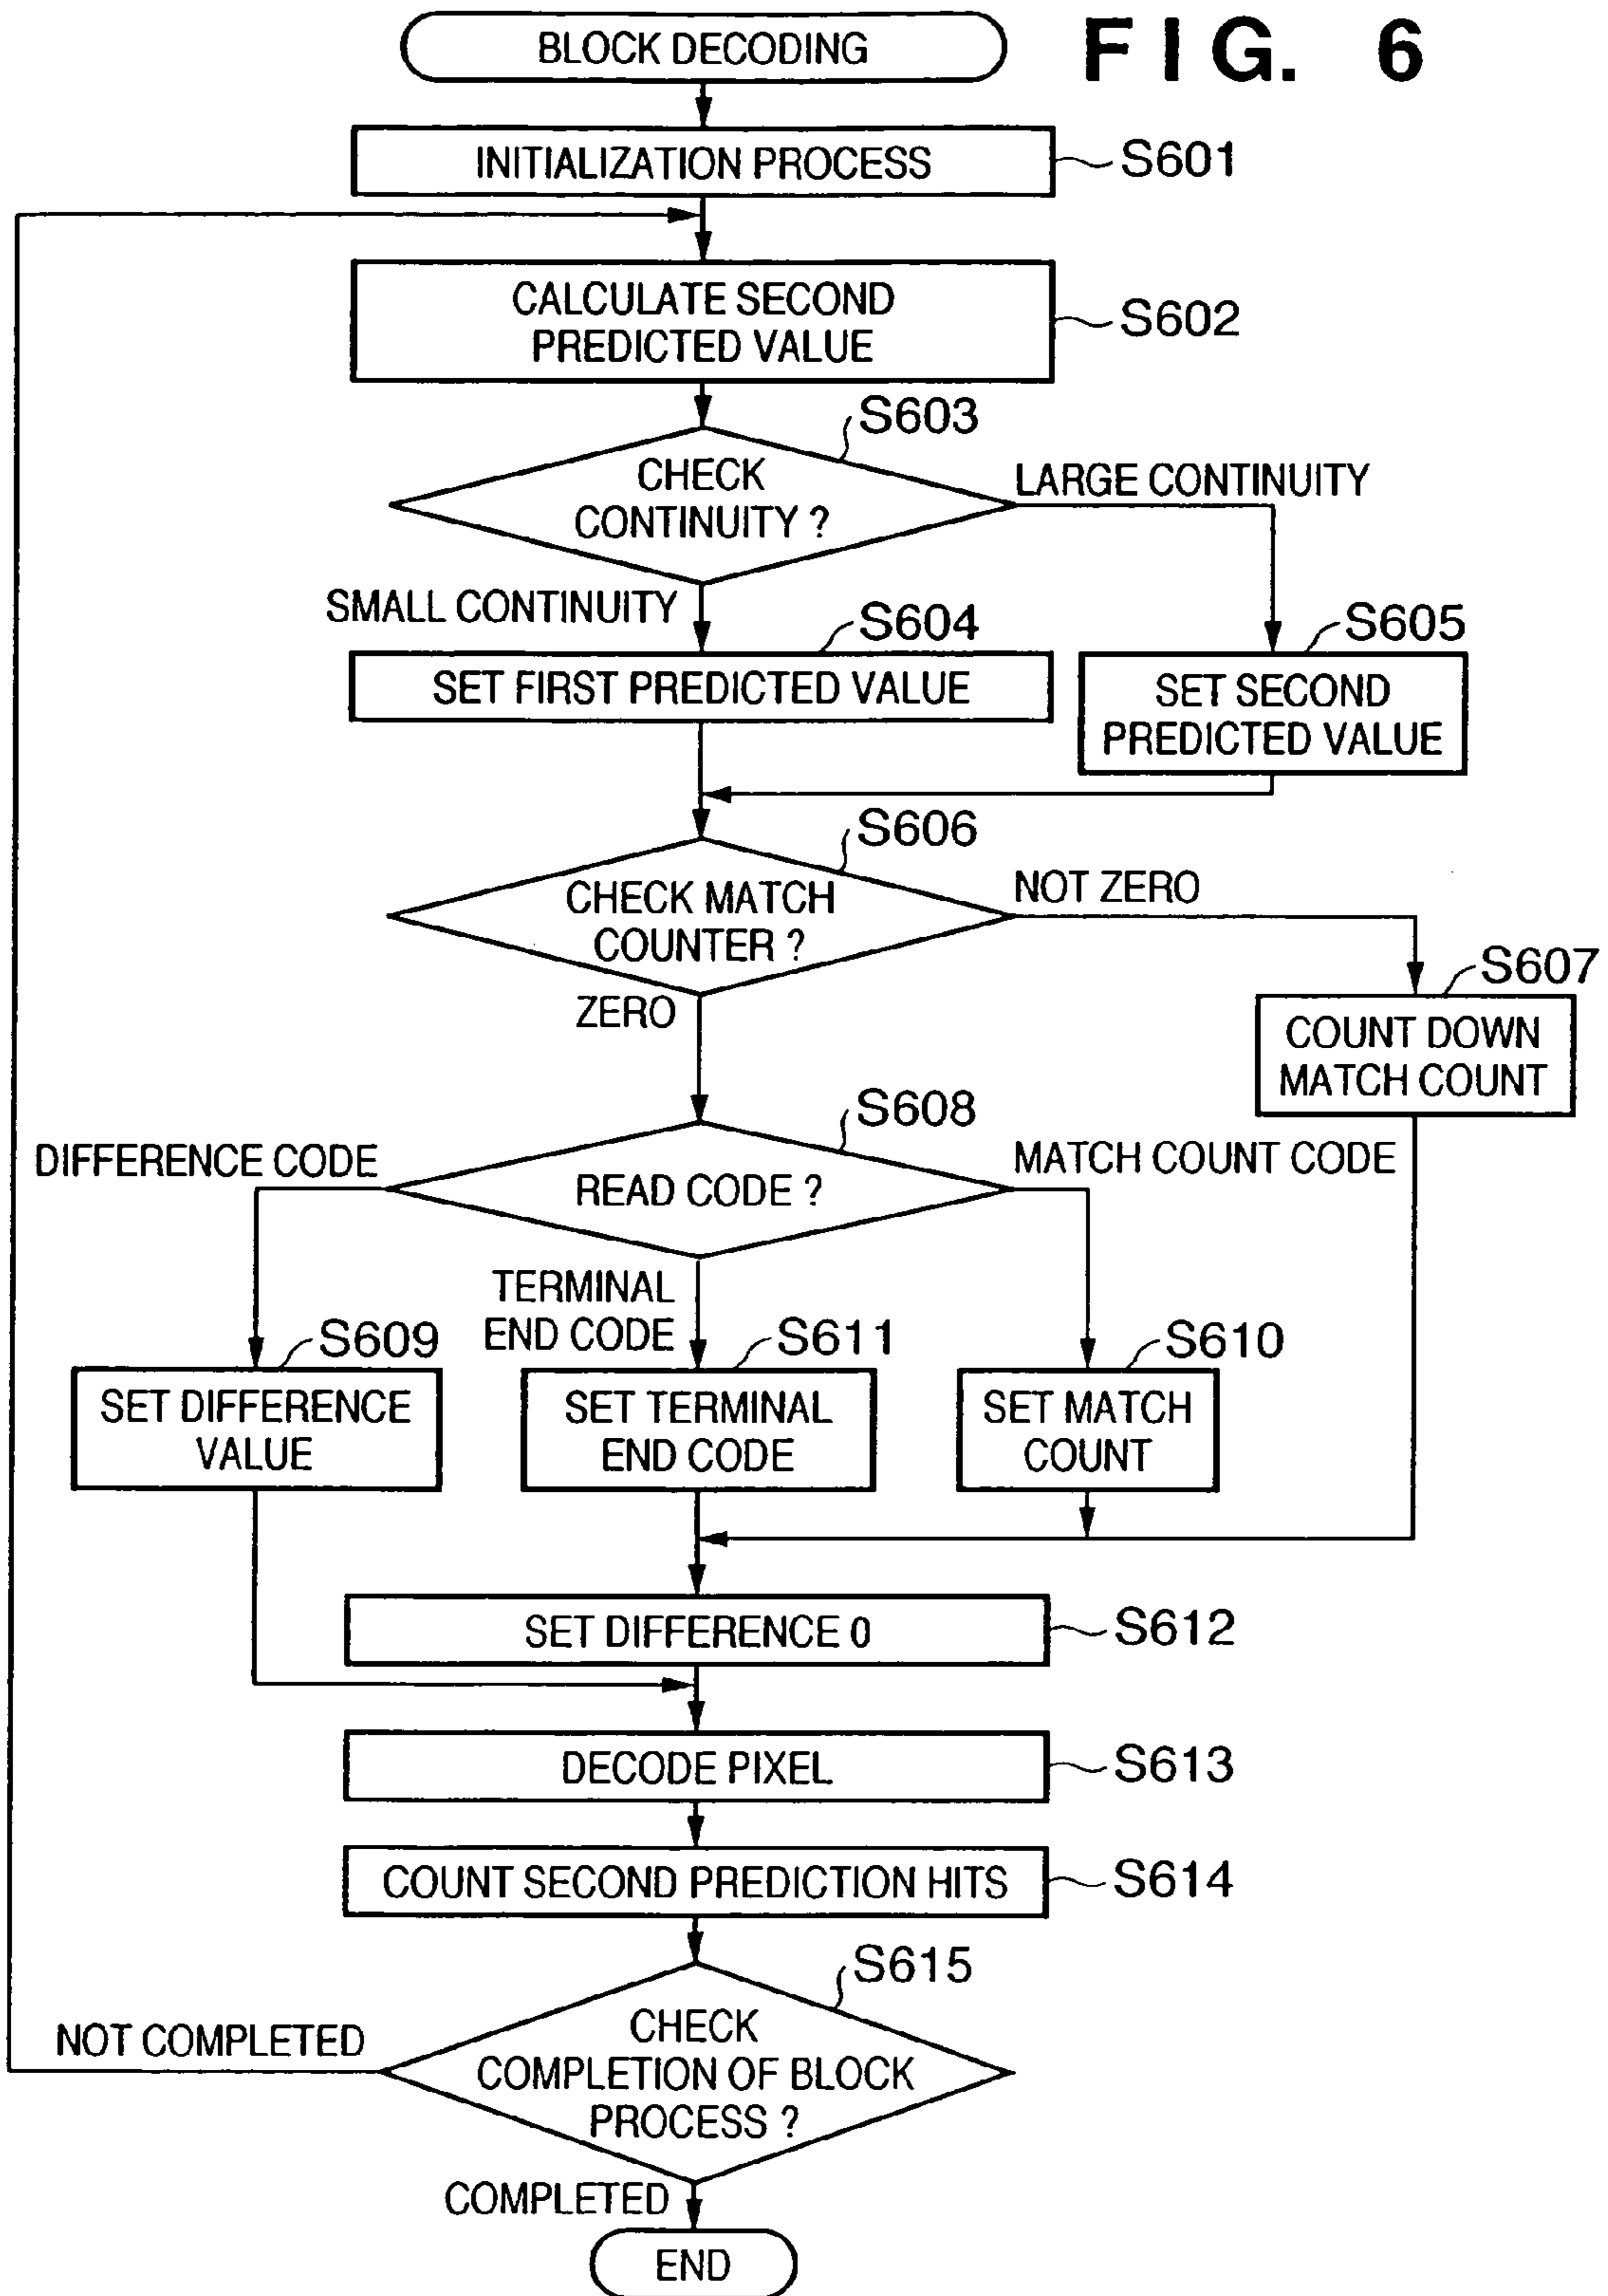 BLOCK DECODING
FIG. 6
INITIALIZATION PROCESS
S601
CALCULATE SECOND
PREDICTED VALUE
S602
S603
CHECK
CONTINUITY ?
LARGE CONTINUITY
SMALL CONTINUITY
S604
S605
SET FIRST PREDICTED VALUE
SET SECOND
PREDICTED VALUE
S606
CHECK MATCH
COUNTER ?
NOT ZERO
ZERO
S607
COUNT DOWN
MATCH COUNT
S608
DIFFERENCE CODE
READ CODE ?
MATCH COUNT CODE
TERMINAL
END CODE
S609
S611
S610
SET DIFFERENCE
VALUE
SET TERMINAL
END CODE
SET MATCH
COUNT
SET DIFFERENCE 0
S612
DECODE PIXEL
S613
COUNT SECOND PREDICTION HITS
S614
S615
CHECK
COMPLETION OF BLOCK
PROCESS ?
NOT COMPLETED
COMPLETED
END